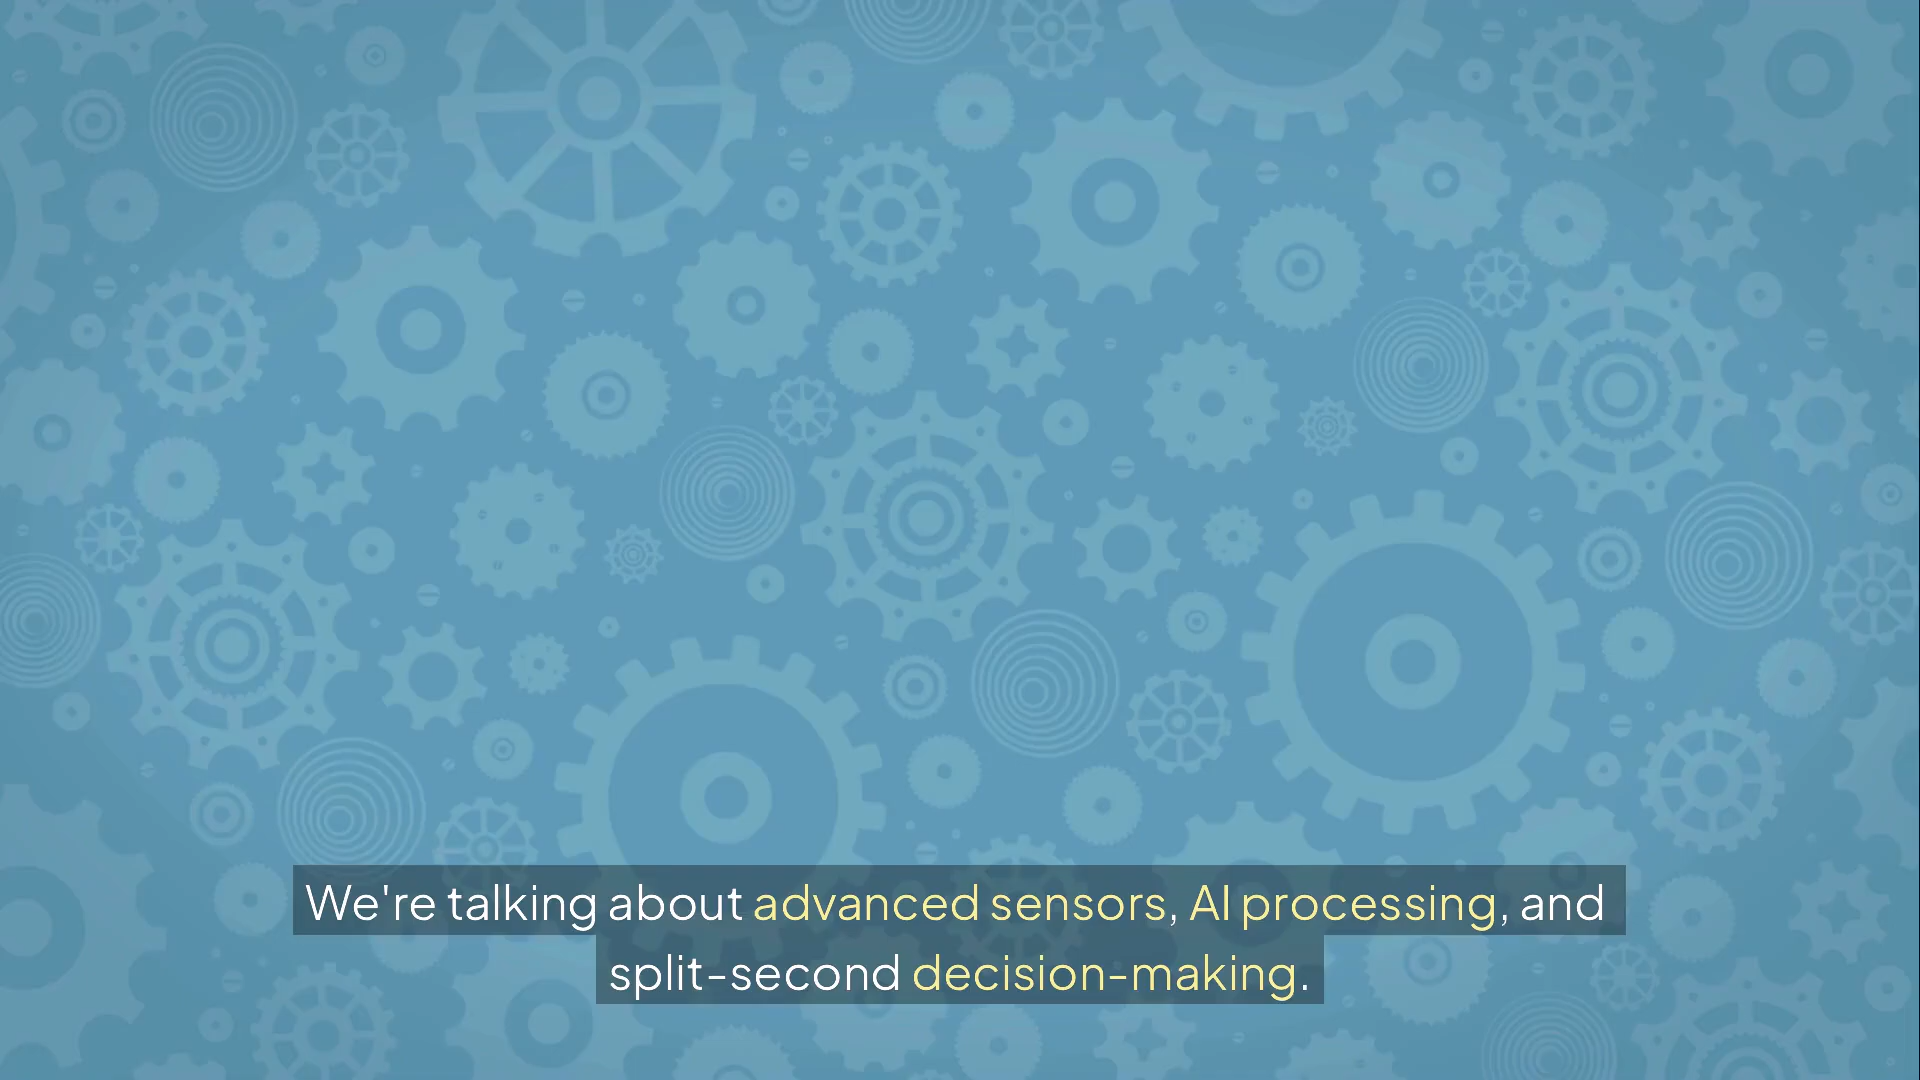 We're talking about advanced sensors, AI processing, and
split-second decision-making.